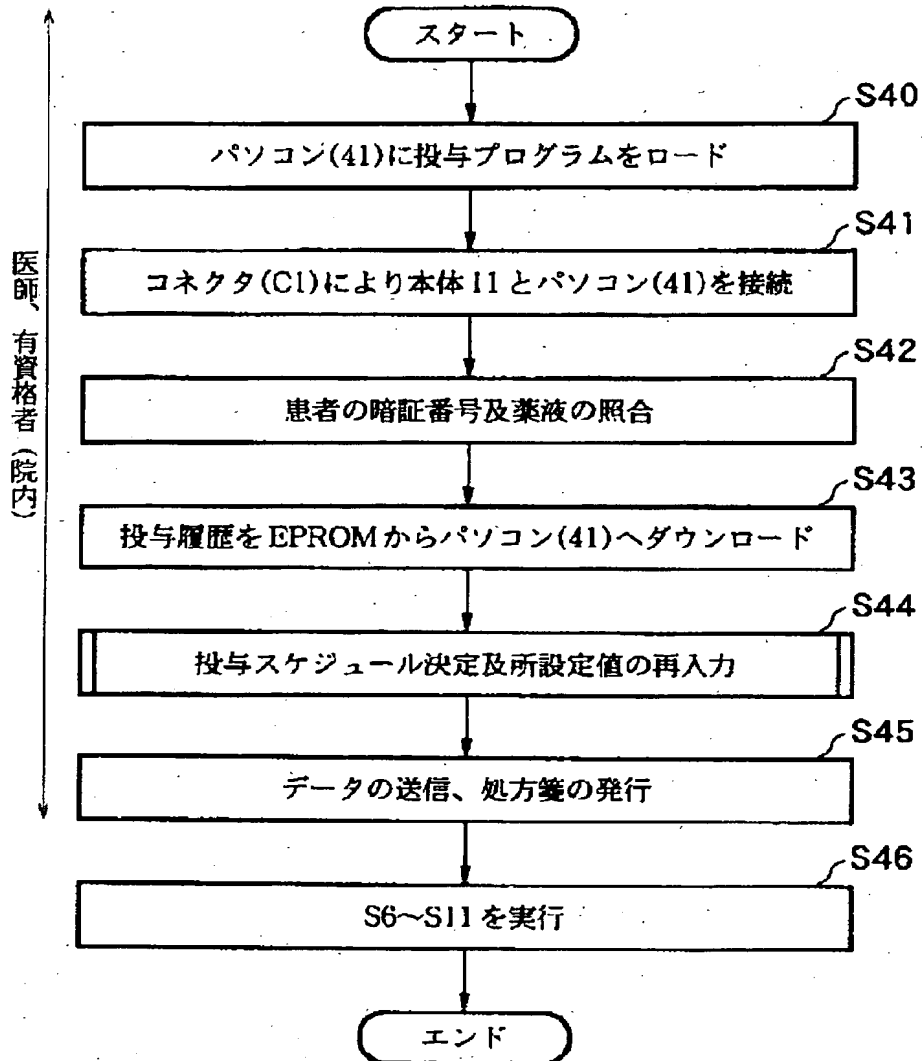 スタート
S40
パソコン(41)に投与プログラムをロード
S41
コネクタ(C1)により本体11とパソコン(41)を接続
S42
患者の暗証番号及薬液の照合
S43
投与履歴をEPROMからパソコン(41)へダウンロード
S44
投与スケジュール決定及所設定値の再入力
S45
データの送信、処方箋の発行
S46
S6～S11を実行
エンド
医師、有資格者(院内)